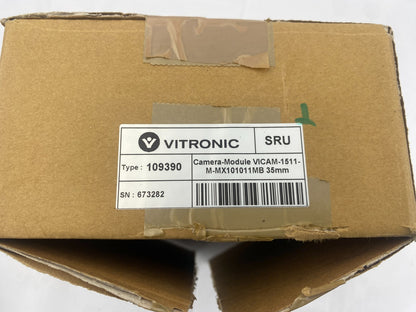 VITRONIC SRU
Type : 109390
Camera-Module VICAM-1511-
M-MX101011MB 35mm
SN : 673282